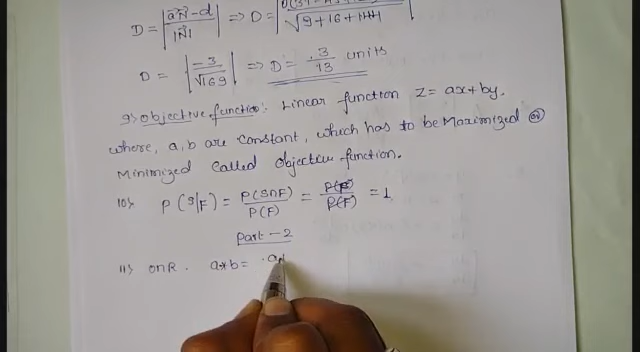 D = |a⃗N⃗ - d / |N⃗|| ⇒ D = | / √9+16+144|
D = |-3 / √169| ⇒ D = 3/13 units
9⟩ Objective function: Linear function Z = ax + by.
where, a, b are constant, which has to be Maximized or
Minimized called Objective function.
10⟩ P(S/F) = P(S∩F)/P(F) = P(F)/P(F) = 1
Part - 2
11⟩ on R. a*b = a